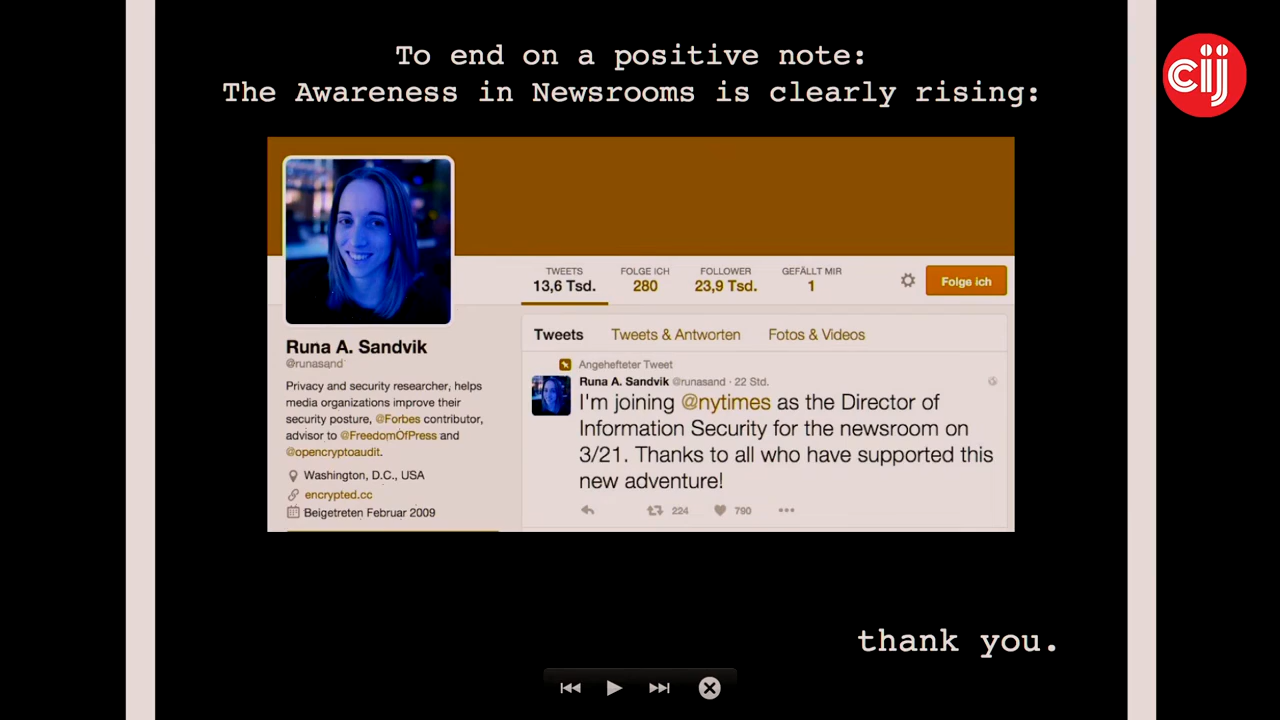 To end on a positive note:
The Awareness in Newsrooms is clearly rising:
cij
TWEETS
13,6 Tsd.
FOLGE ICH
280
FOLLOWER
23,9 Tsd.
GEFÄLLT MIR
1
Folge ich
Runa A. Sandvik
@runasand
Privacy and security researcher, helps
media organizations improve their
security posture, @Forbes contributor,
advisor to @FreedomOfPress and
@opencryptoaudit.
Washington, D.C., USA
encrypted.cc
Beigetreten Februar 2009
Tweets Tweets & Antworten Fotos & Videos
Angehefteter Tweet
Runa A. Sandvik @runasand · 22 Std.
I'm joining @nytimes as the Director of
Information Security for the newsroom on
3/21. Thanks to all who have supported this
new adventure!
224 790
thank you.